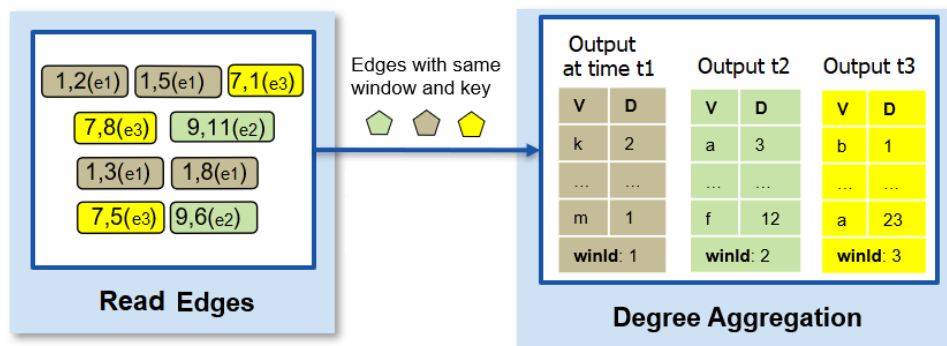 1,2(e1) 1,5(e1) 7,1(e3)
7,8(e3) 9,11(e2)
1,3(e1) 1,8(e1)
7,5(e3) 9,6(e2)
Read Edges
Edges with same
window and key
Output
at time t1
V D
k 2
... ...
m 1
winId: 1
Output t2
V D
a 3
... ...
f 12
winId: 2
Output t3
V D
b 1
... ...
a 23
winId: 3
Degree Aggregation